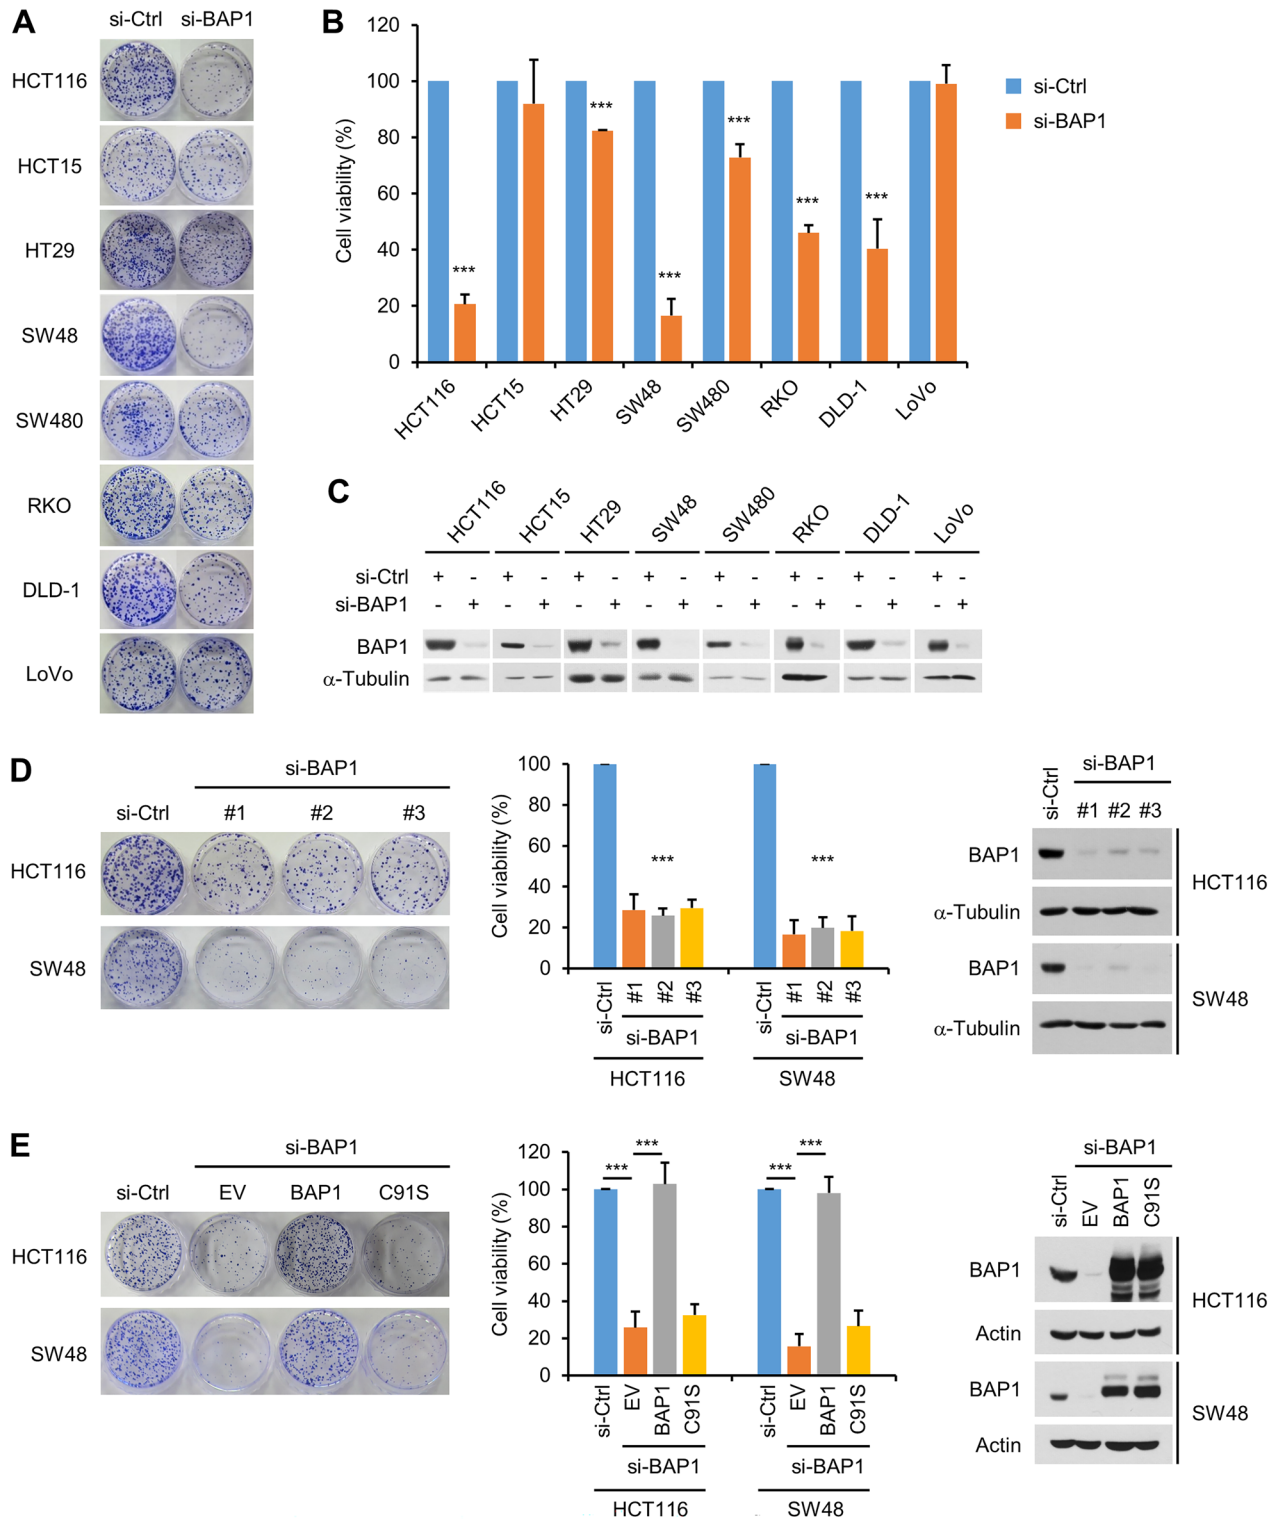 A
si-Ctrl si-BAP1
HCT116
HCT15
HT29
SW48
SW480
RKO
DLD-1
LoVo
B
Cell viability (%)
120
100
80
60
40
20
0
*** *** *** *** *** ***
HCT116 HCT15 HT29 SW48 SW480 RKO DLD-1 LoVo
si-Ctrl
si-BAP1
C
HCT116 HCT15 HT29 SW48 SW480 RKO DLD-1 LoVo
si-Ctrl + - + - + - + - + - + - + - + -
si-BAP1 - + - + - + - + - + - + - + - +
BAP1
α-Tubulin
D
si-BAP1
si-Ctrl #1 #2 #3
HCT116
SW48
Cell viability (%)
100
80
60
40
20
0
*** ***
si-Ctrl #1 #2 #3 si-Ctrl #1 #2 #3
si-BAP1 si-BAP1
HCT116 SW48
si-BAP1
si-Ctrl #1 #2 #3
BAP1
α-Tubulin
HCT116
BAP1
α-Tubulin
SW48
E
si-BAP1
si-Ctrl EV BAP1 C91S
HCT116
SW48
Cell viability (%)
120
100
80
60
40
20
0
*** *** *** ***
si-Ctrl EV BAP1 C91S si-Ctrl EV BAP1 C91S
si-BAP1 si-BAP1
HCT116 SW48
si-BAP1
si-Ctrl EV BAP1 C91S
BAP1
Actin
HCT116
BAP1
Actin
SW48